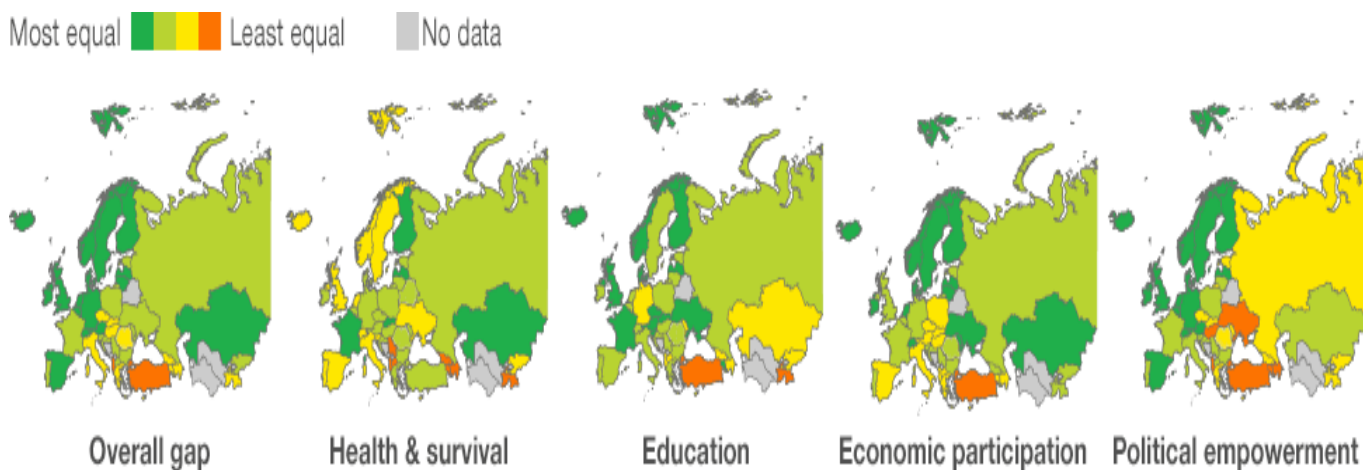 Most equal Least equal No data
Overall gap Health & survival Education Economic participation Political empowerment